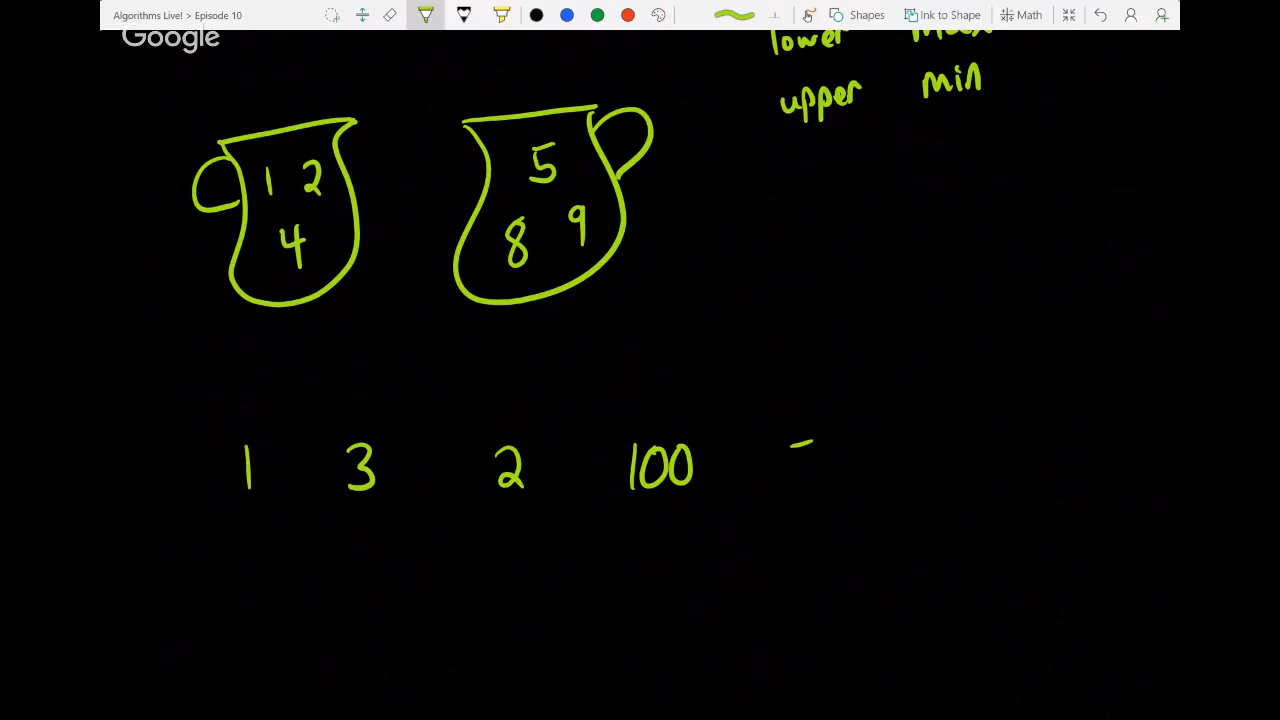 Algorithms Live! > Episode 10
Shapes
Ink to Shape
Math
Google
lower
upper min
1 2
4
5
8 9
1 3 2 100